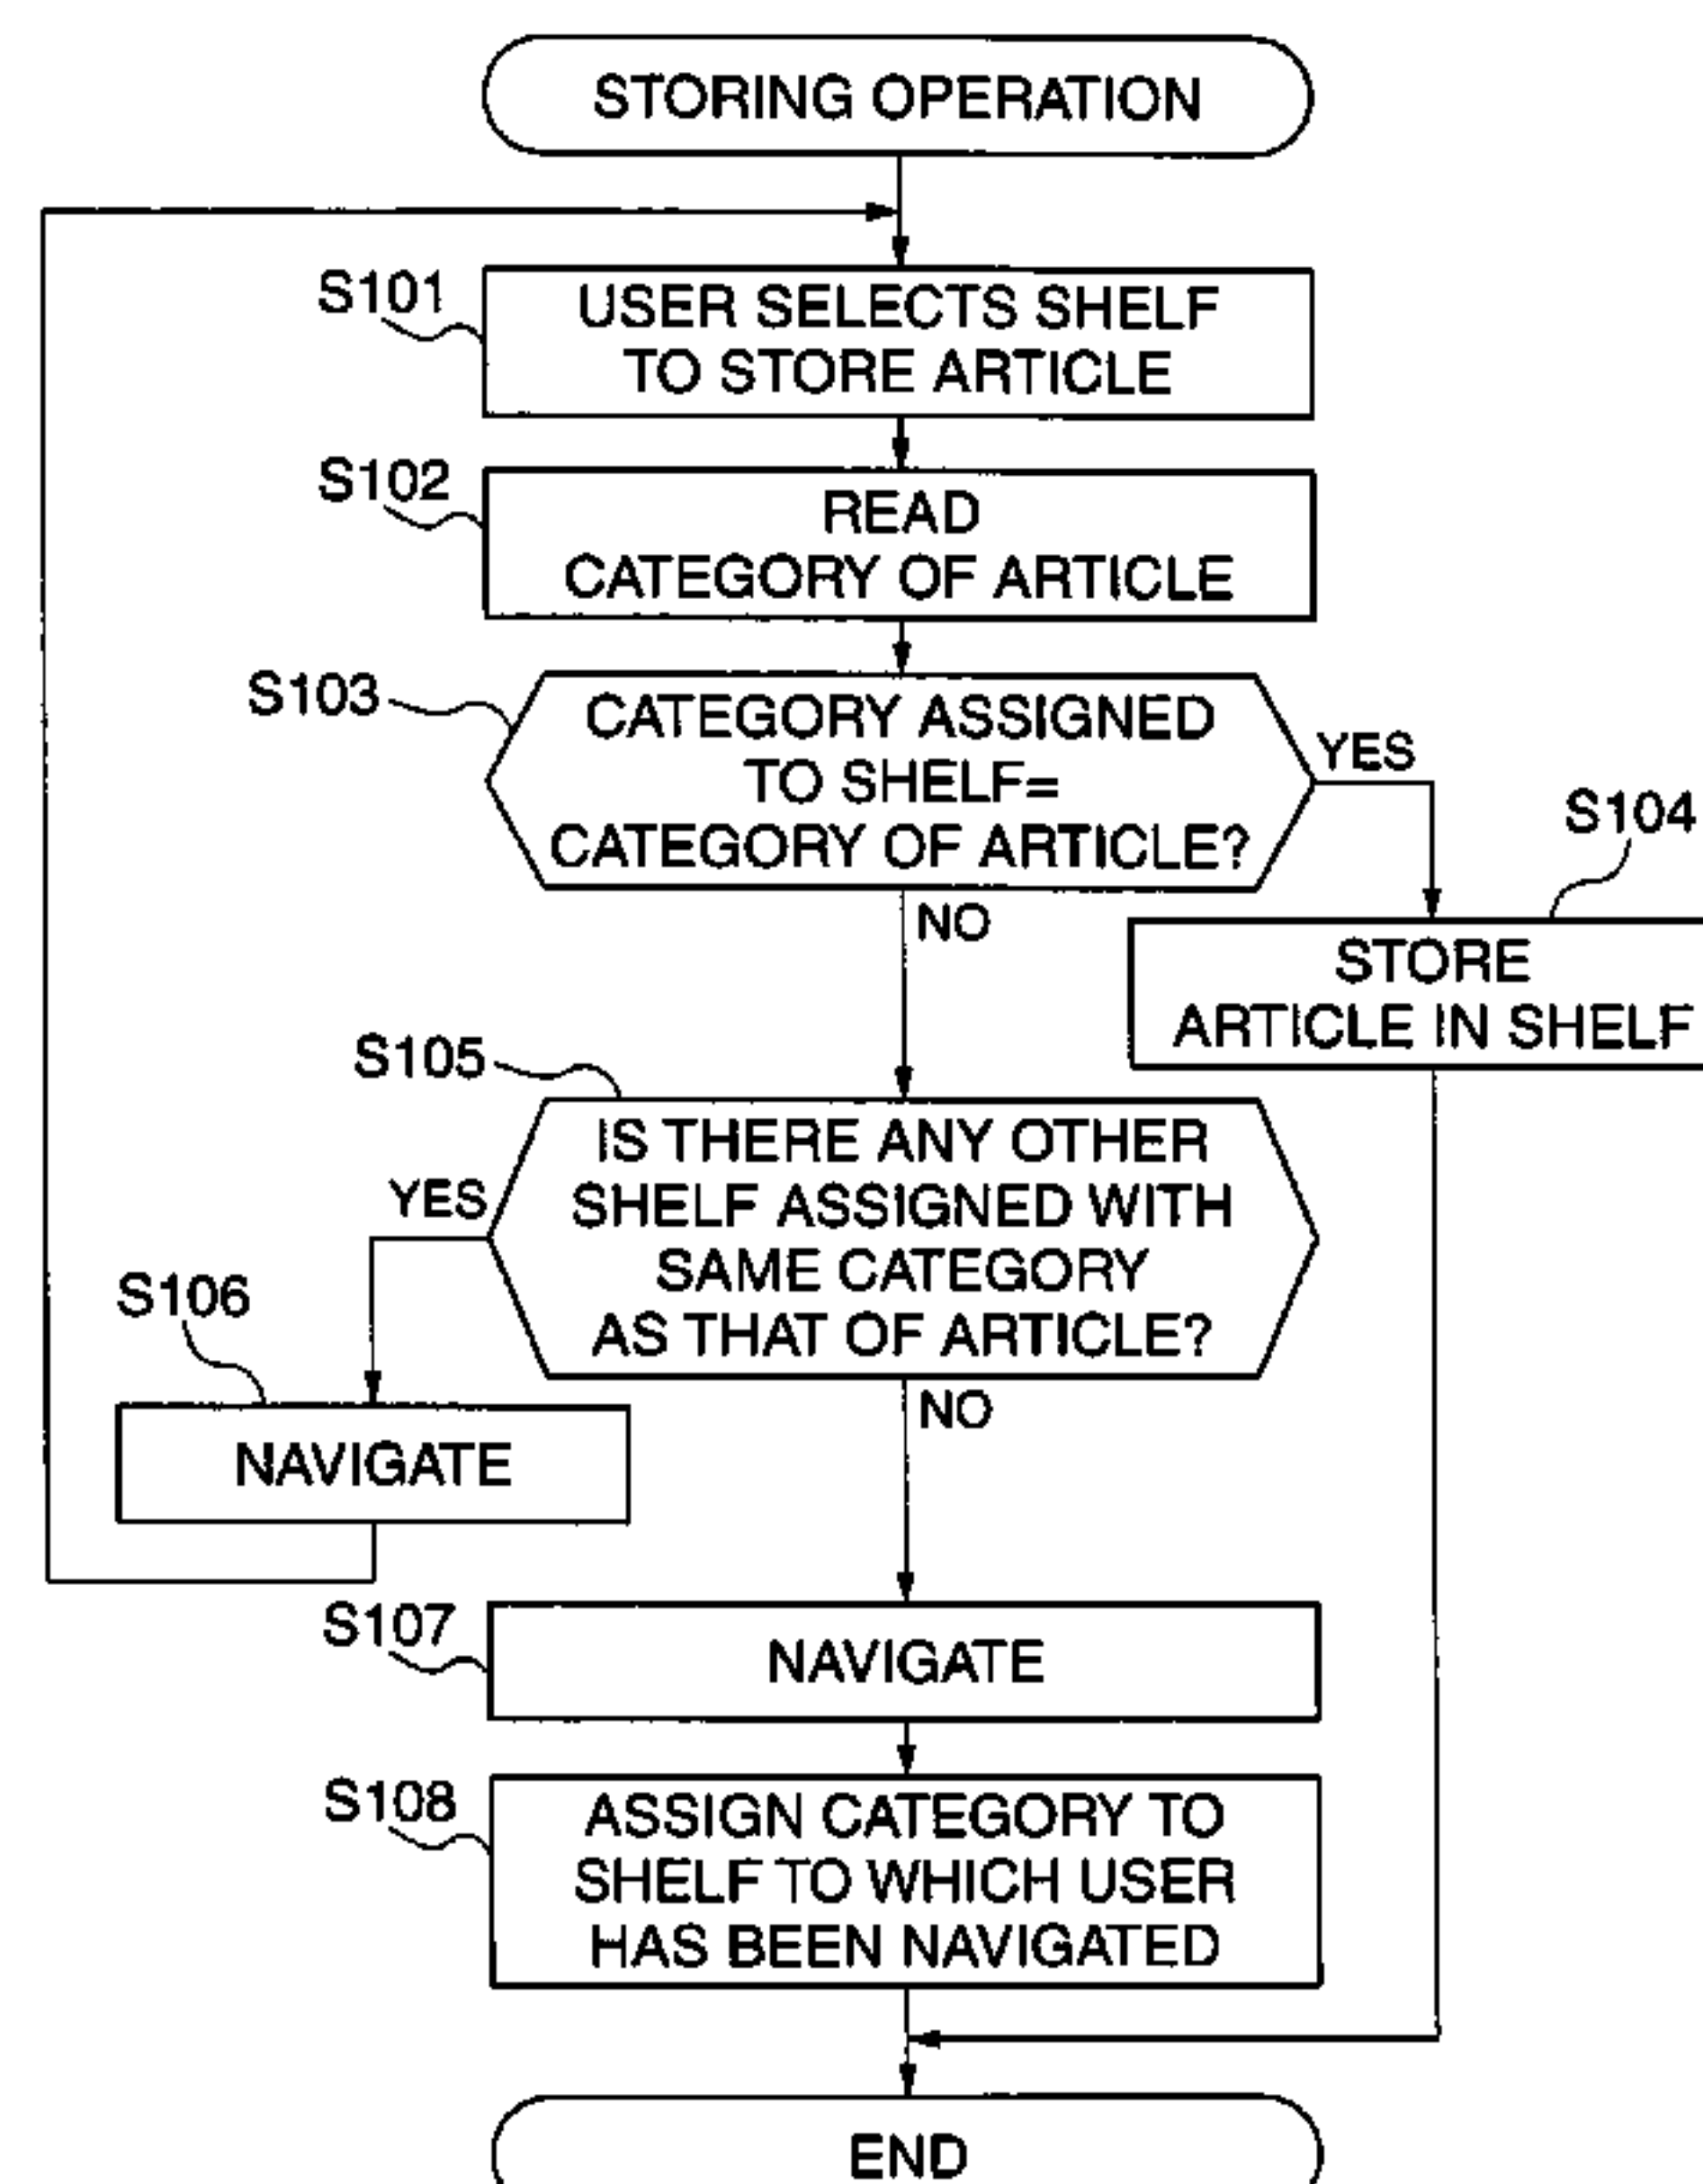 STORING OPERATION
S101
USER SELECTS SHELF
TO STORE ARTICLE
S102
READ
CATEGORY OF ARTICLE
S103
CATEGORY ASSIGNED
TO SHELF=
CATEGORY OF ARTICLE?
YES
S104
NO
STORE
ARTICLE IN SHELF
S105
IS THERE ANY OTHER
SHELF ASSIGNED WITH
SAME CATEGORY
AS THAT OF ARTICLE?
YES
S106
NO
NAVIGATE
S107
NAVIGATE
S108
ASSIGN CATEGORY TO
SHELF TO WHICH USER
HAS BEEN NAVIGATED
END